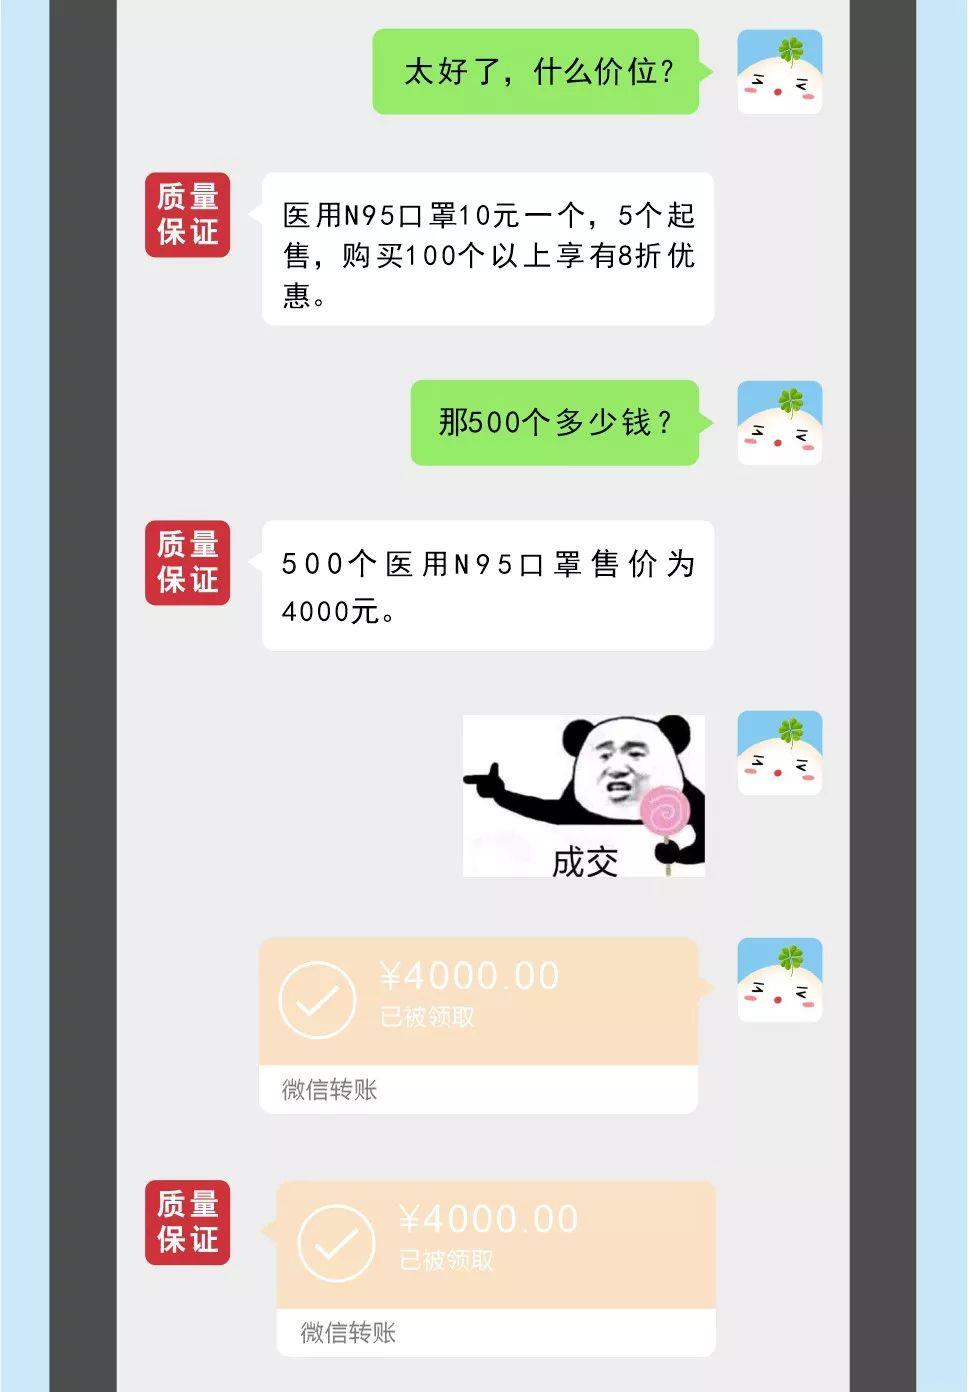 太好了，什么价位？
质量
保证
医用N95口罩10元一个，5个起
售，购买100个以上享有8折优
惠。
那500个多少钱？
质量
保证
500个医用N95口罩售价为
4000元。
成交
¥4000.00
已被领取
微信转账
质量
保证
¥4000.00
已被领取
微信转账